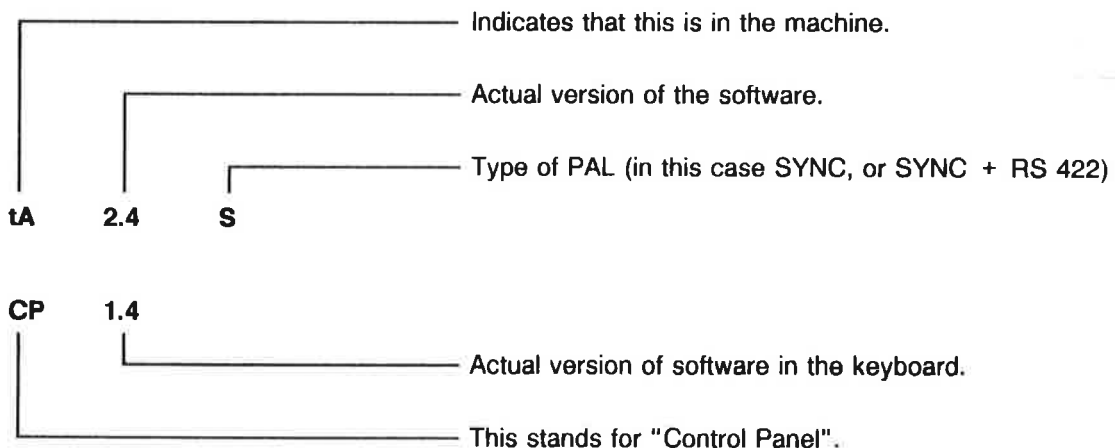 Indicates that this is in the machine.
Actual version of the software.
Type of PAL (in this case SYNC, or SYNC + RS 422)
tA 2.4 S
CP 1.4
Actual version of software in the keyboard.
This stands for "Control Panel".